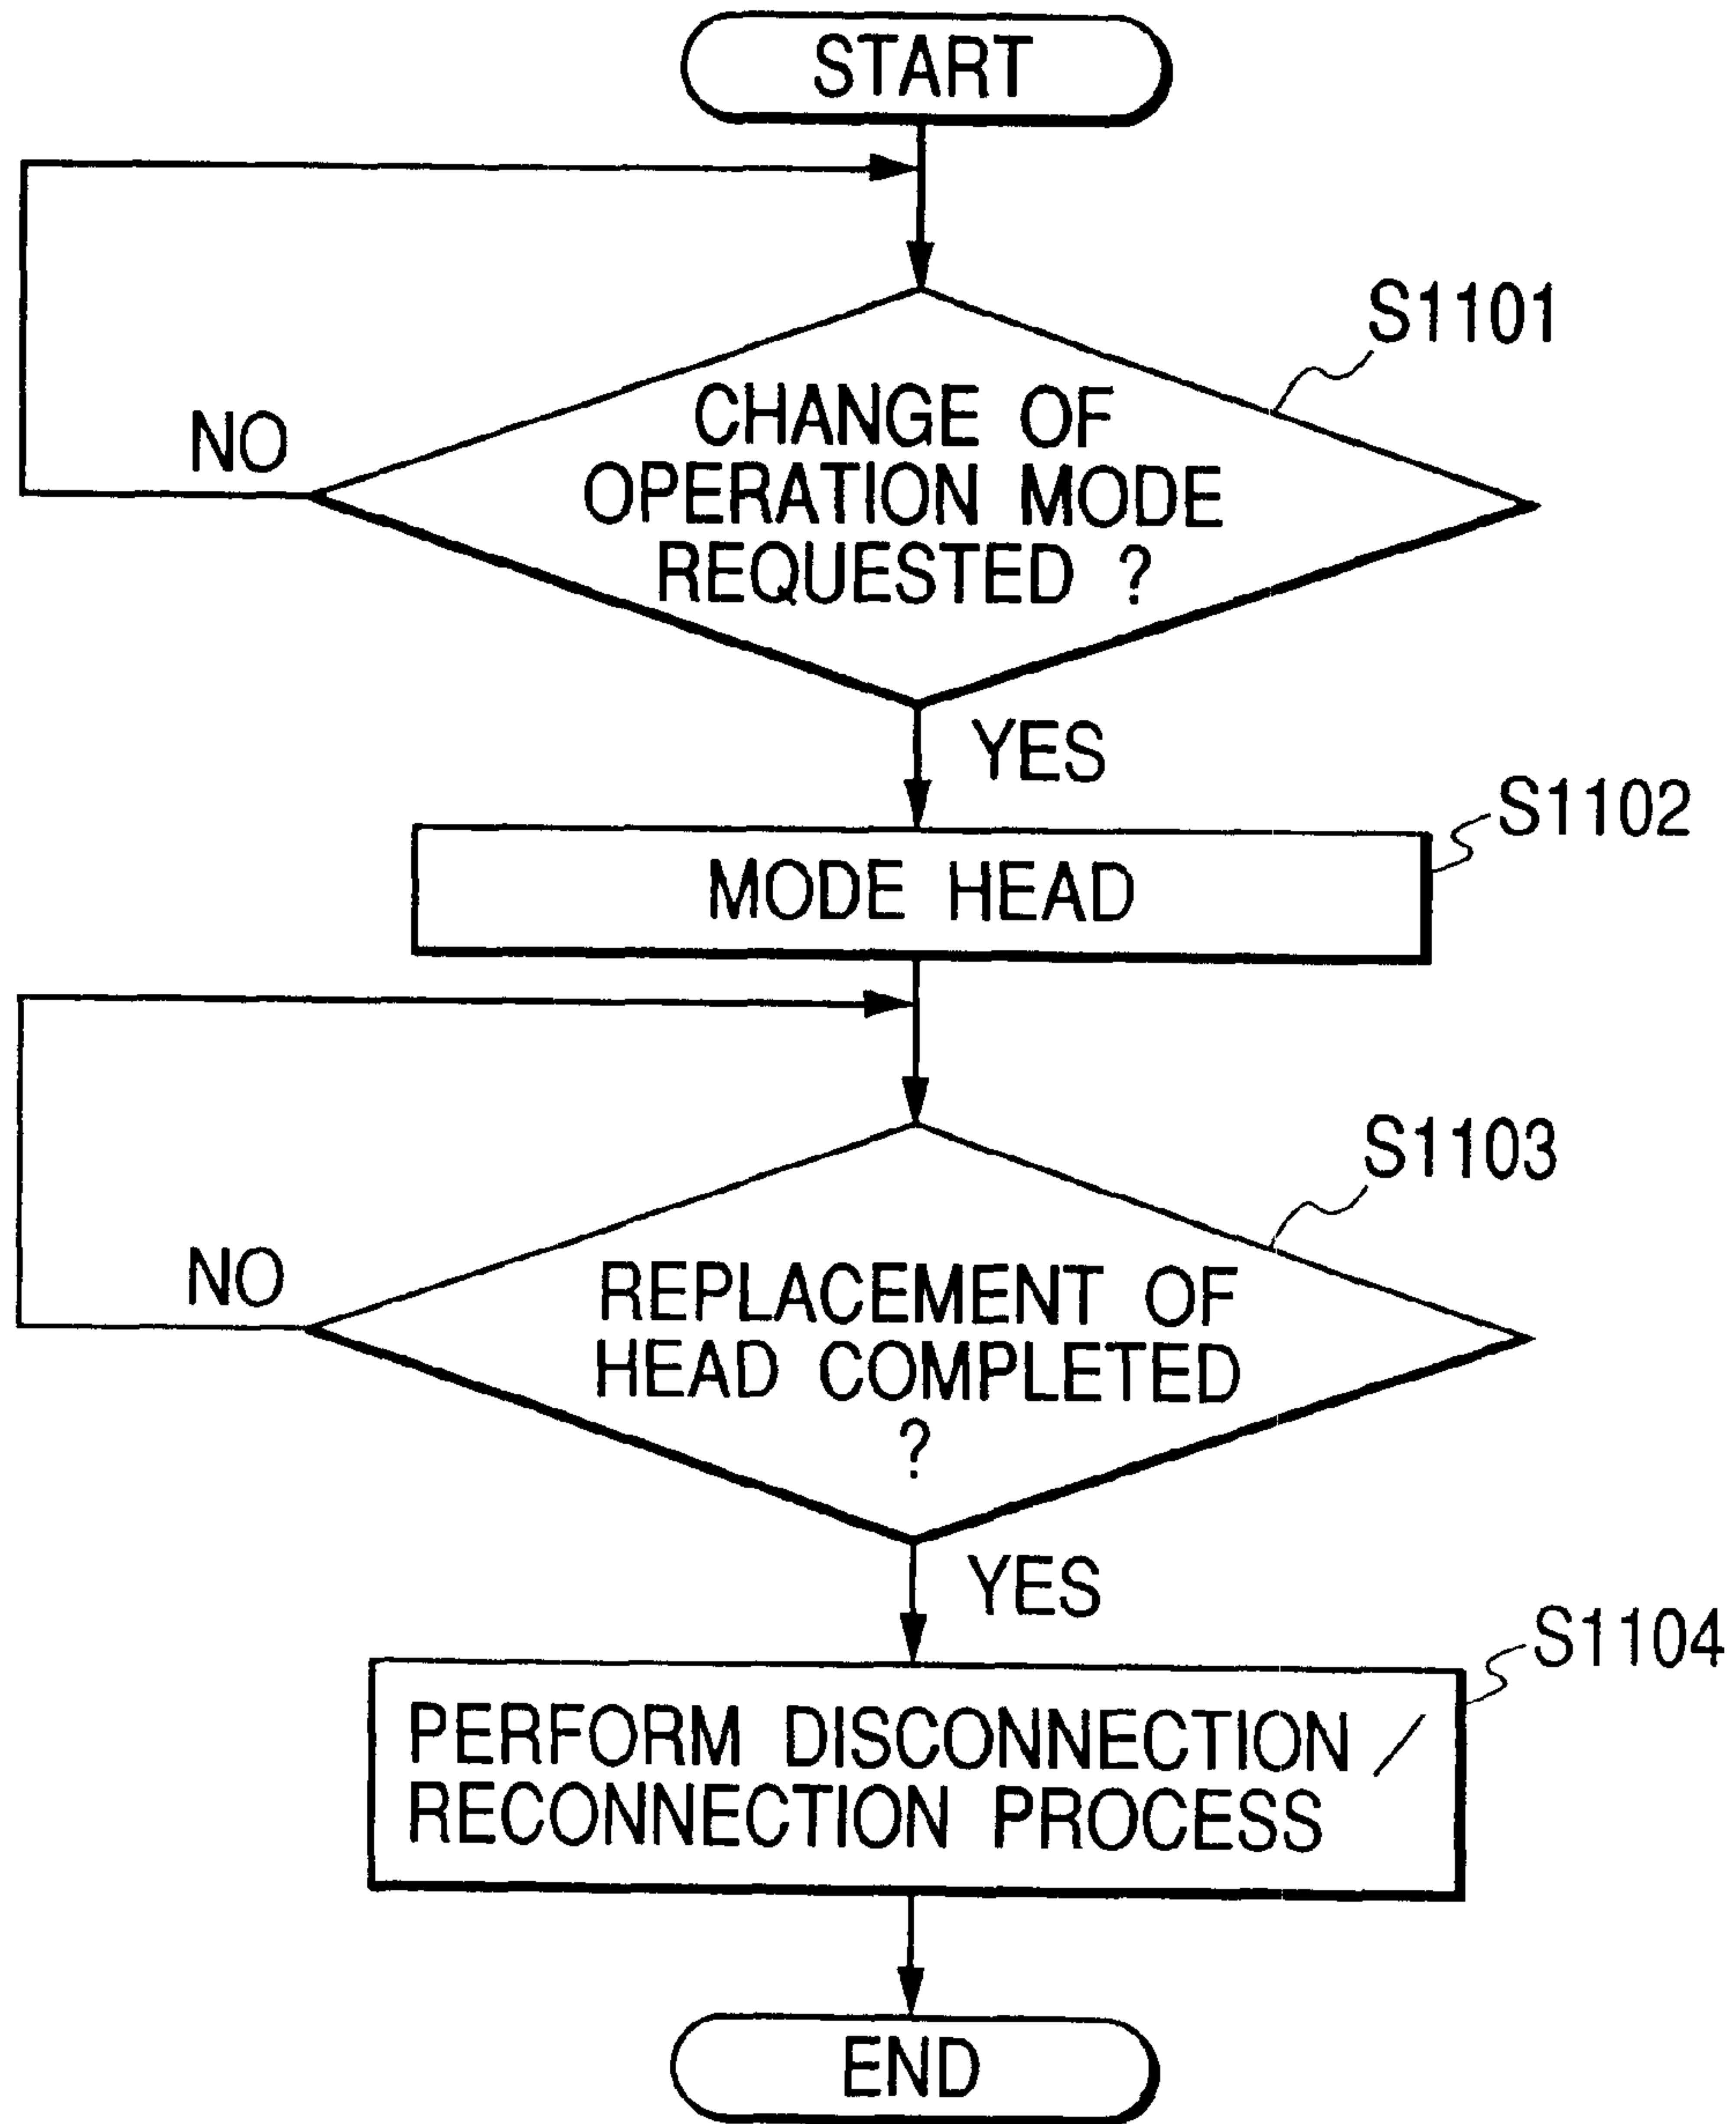 START
S1101
CHANGE OF
OPERATION MODE
REQUESTED ?
NO
YES
S1102
MODE HEAD
S1103
REPLACEMENT OF
HEAD COMPLETED
?
NO
YES
S1104
PERFORM DISCONNECTION /
RECONNECTION PROCESS
END